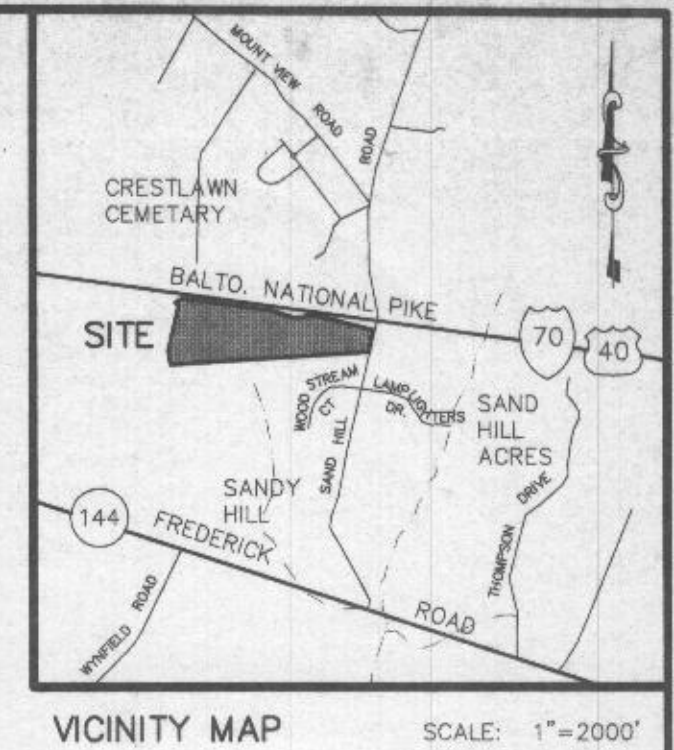 MOUNT VIEW ROAD
ROAD
CRESTLAWN
CEMETARY
BALTO. NATIONAL PIKE
SITE
70
40
WOOD STREAM
CT
LAMPLIGHTERS
DR.
SAND
HILL
ACRES
SAND HILL
SANDY
HILL
THOMPSON DRIVE
144
FREDERICK ROAD
WYNFIELD ROAD
VICINITY MAP SCALE: 1"=2000'